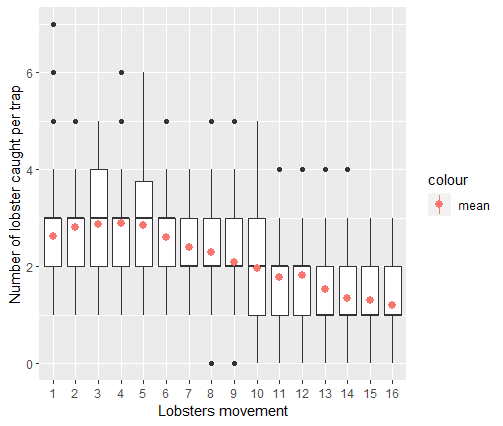 Number of lobster caught per trap
6
4
2
0
1 2 3 4 5 6 7 8 9 10 11 12 13 14 15 16
Lobsters movement
colour
mean